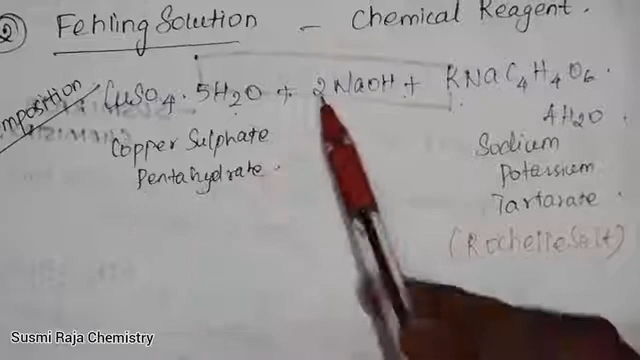 ② Fehling Solution - Chemical Reagent.
mposition CuSO4. 5H2O + 2NaOH + KNaC4H4O6.
4H2O.
Copper Sulphate
Pentahydrate.
Sodium
Potassium
Tartarate.
(Rochelle Salt)
Susmi Raja Chemistry